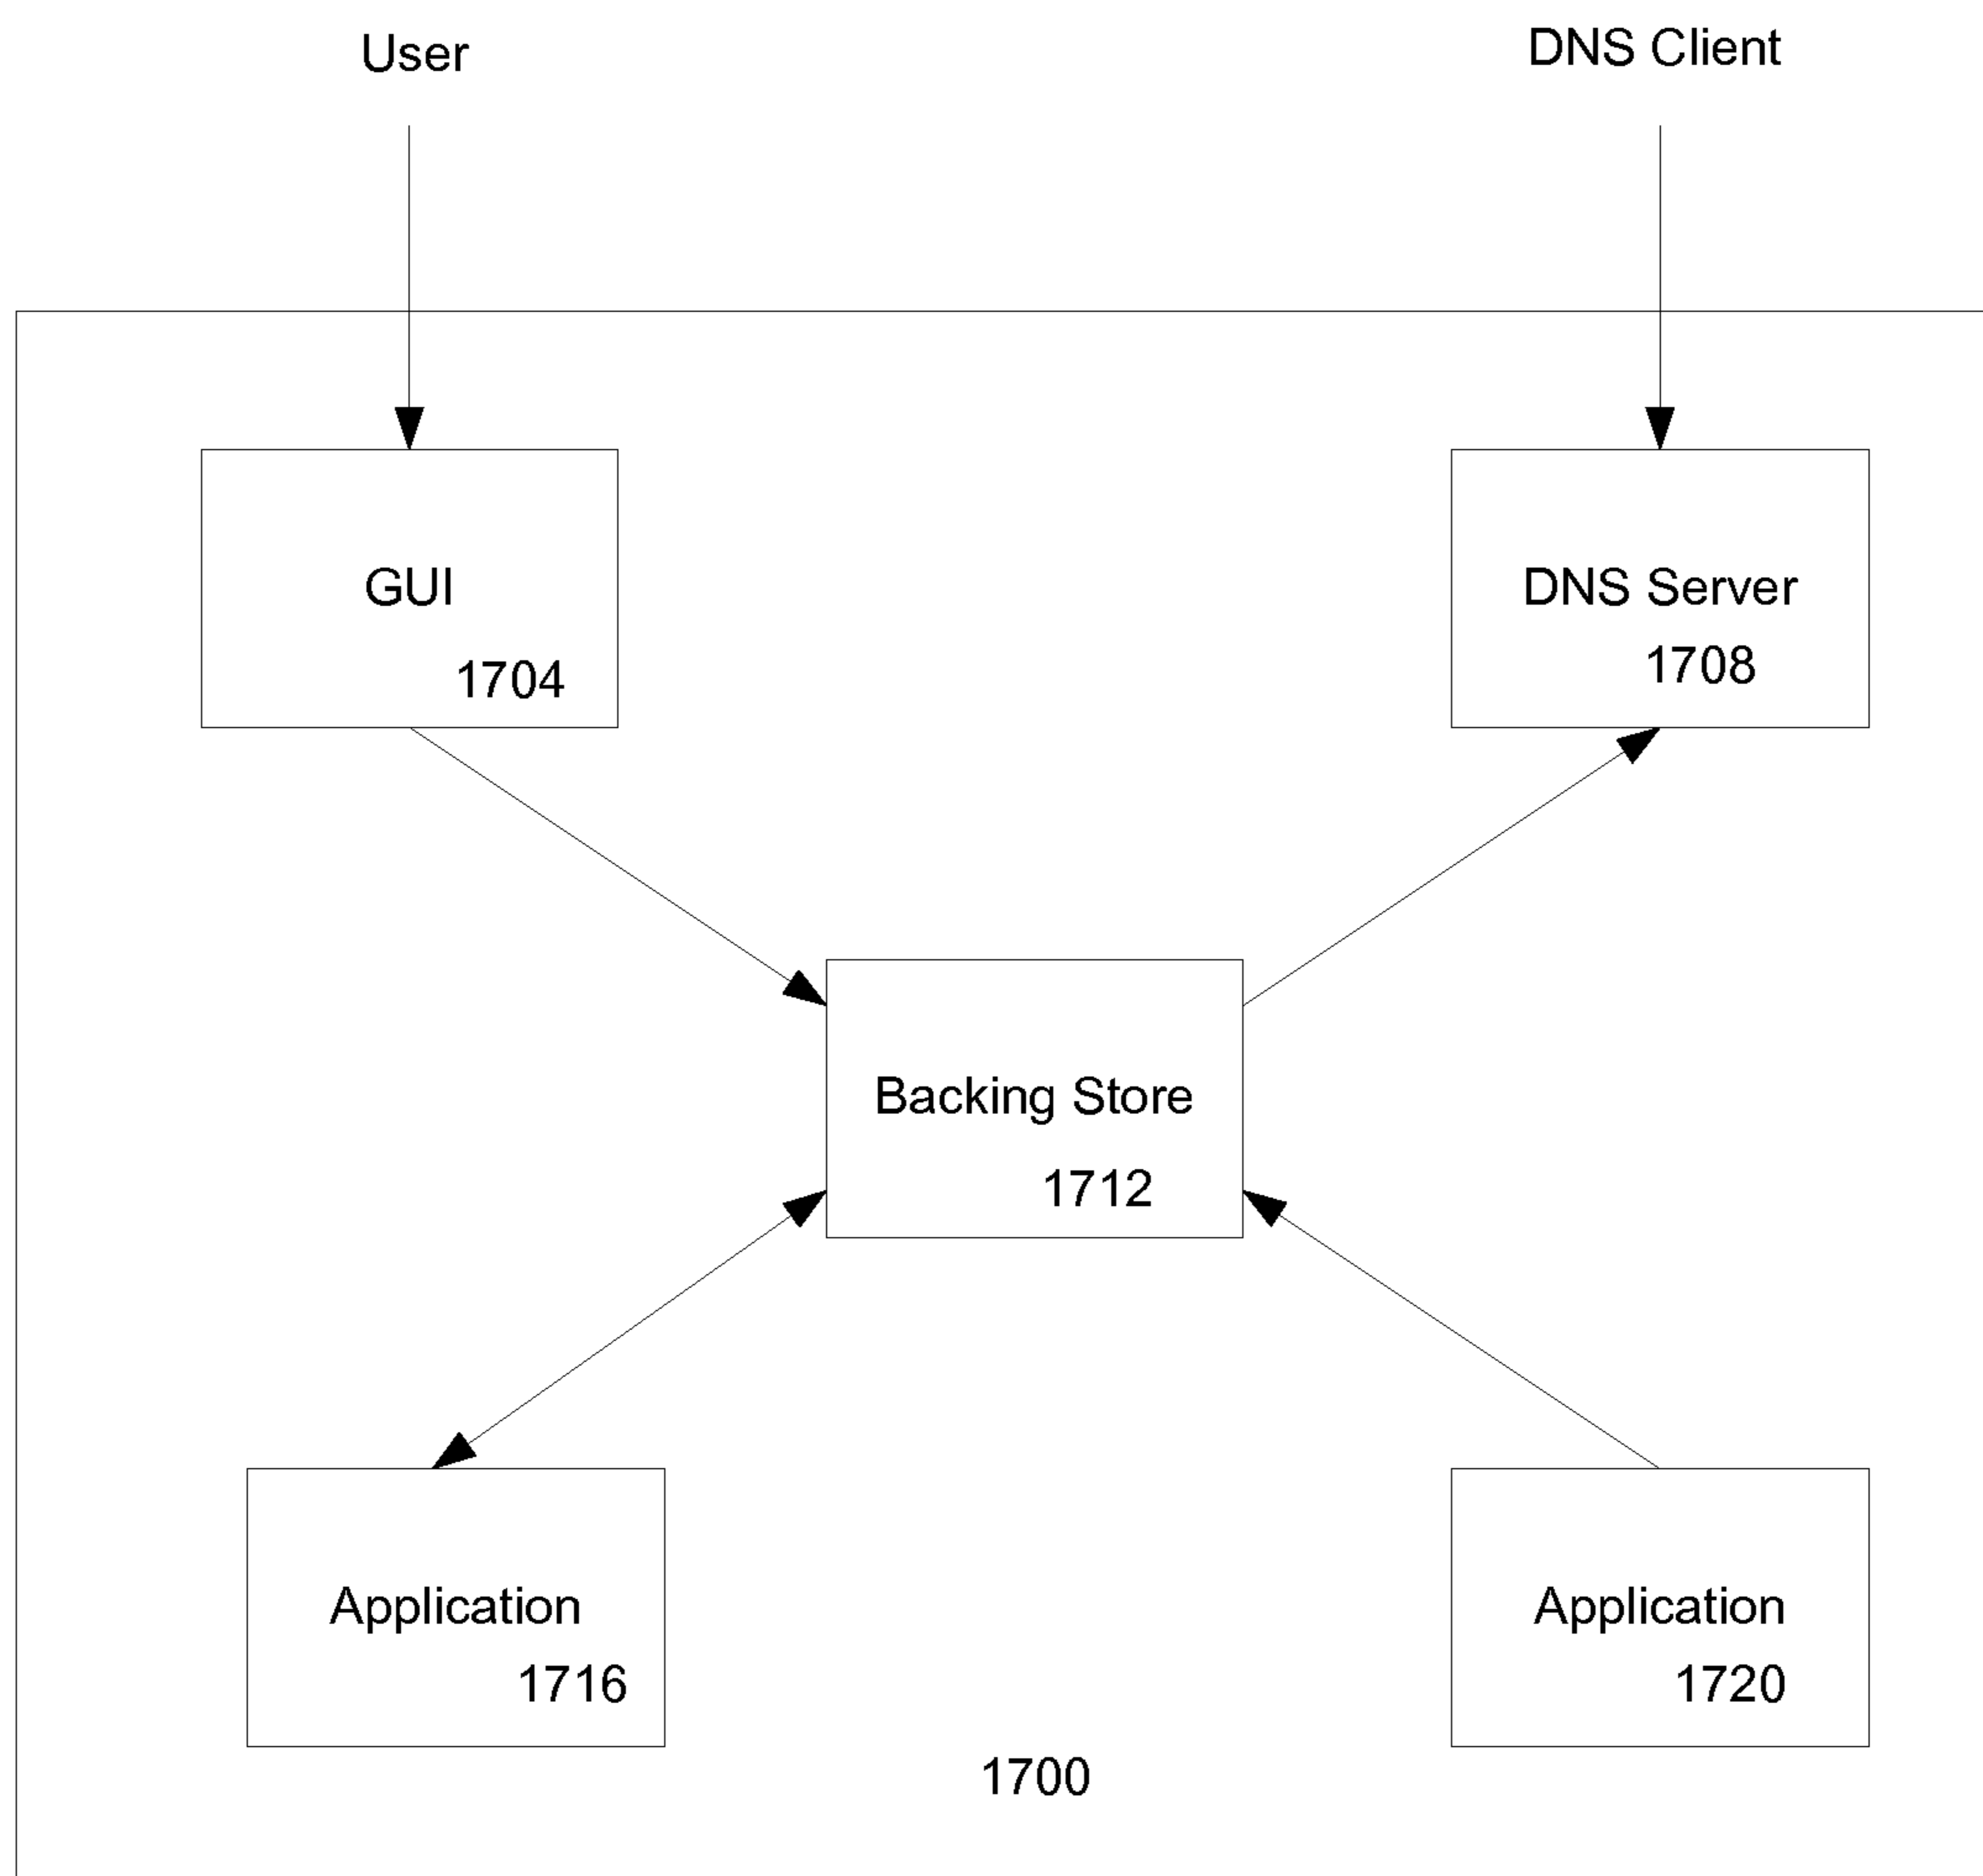 User
DNS Client
GUI
1704
DNS Server
1708
Backing Store
1712
Application
1716
Application
1720
1700